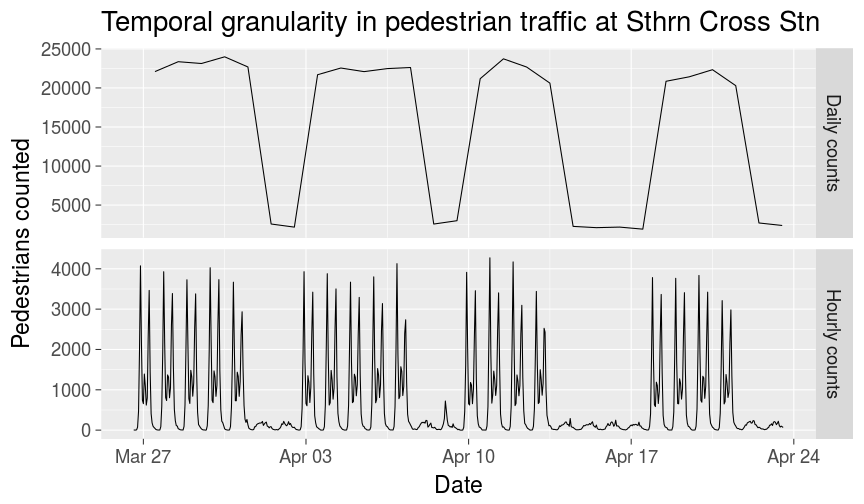 Temporal granularity in pedestrian traffic at Sthrn Cross Stn
Pedestrians counted
25000
20000
15000
10000
5000
Daily counts
4000
3000
2000
1000
0
Hourly counts
Mar 27
Apr 03
Apr 10
Apr 17
Apr 24
Date